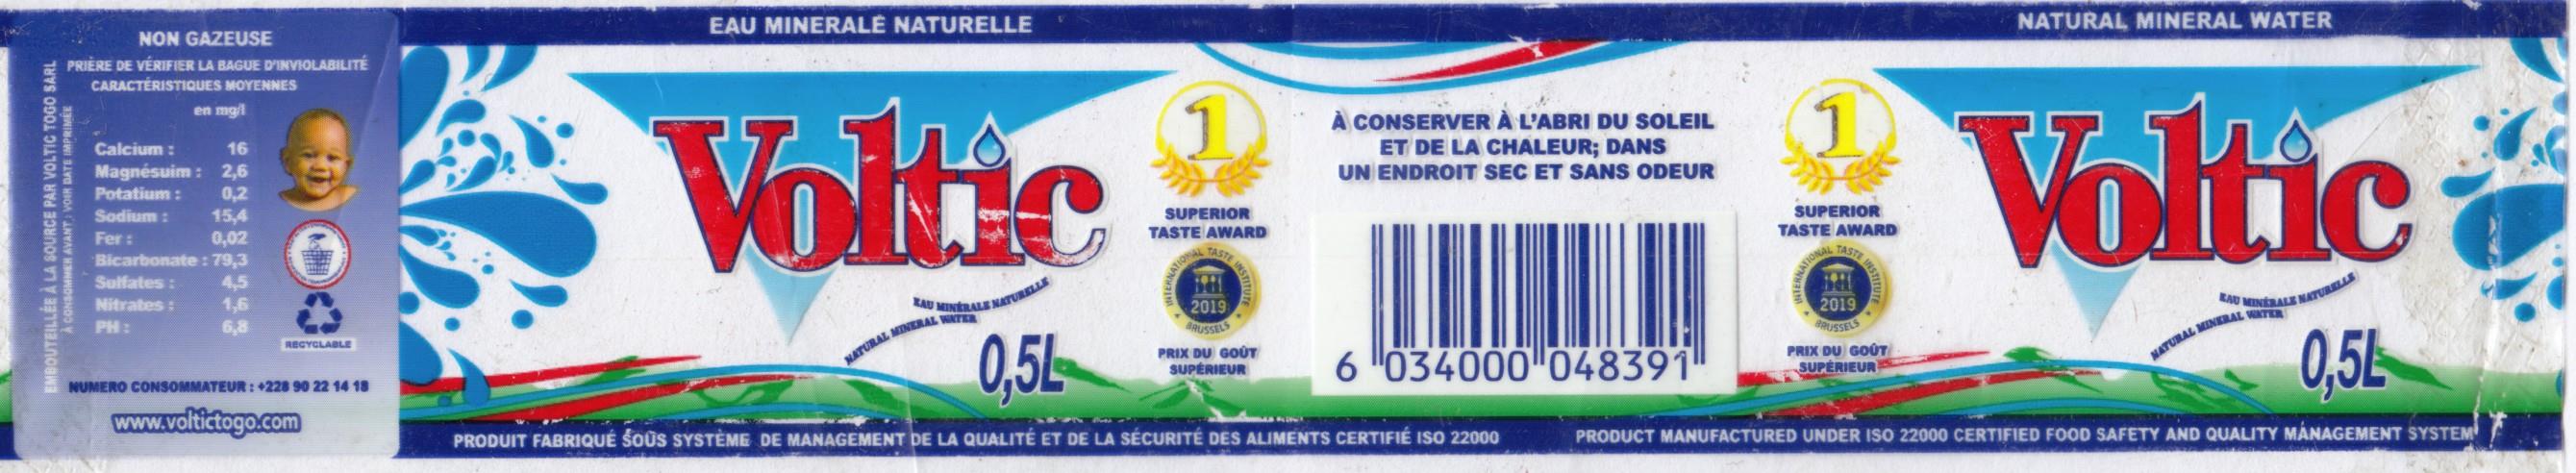 EAU MINERALE NATURELLE
NATURAL MINERAL WATER
NON GAZEUSE
PRIÈRE DE VÉRIFIER LA BAGUE D'INVIOLABILITÉ
CARACTÉRISTIQUES MOYENNES
en mg/l
Calcium : 16
Magnésuim : 2,6
Potatium : 0,2
Sodium : 15,4
Fer : 0,02
Bicarbonate : 79,3
Sulfates : 4,5
Nitrates : 1,6
PH : 6,8
RECYCLABLE
EMBOUTEILLÉE À LA SOURCE PAR VOLTIC TOGO SARL
À CONSOMMER AVANT : VOIR DATE IMPRIMÉE
NUMERO CONSOMMATEUR : +228 90 22 14 18
www.voltictogo.com
Voltic
EAU MINÉRALE NATURELLE
NATURAL MINERAL WATER
0,5L
1
SUPERIOR
TASTE AWARD
INTERNATIONAL TASTE INSTITUTE
2019
BRUSSELS
PRIX DU GOÛT
SUPÉRIEUR
À CONSERVER À L'ABRI DU SOLEIL
ET DE LA CHALEUR; DANS
UN ENDROIT SEC ET SANS ODEUR
6 034000 048391
1
SUPERIOR
TASTE AWARD
INTERNATIONAL TASTE INSTITUTE
2019
BRUSSELS
PRIX DU GOÛT
SUPÉRIEUR
Voltic
EAU MINÉRALE NATURELLE
NATURAL MINERAL WATER
0,5L
PRODUIT FABRIQUÉ SOUS SYSTÈME DE MANAGEMENT DE LA QUALITÉ ET DE LA SÉCURITÉ DES ALIMENTS CERTIFIÉ ISO 22000
PRODUCT MANUFACTURED UNDER ISO 22000 CERTIFIED FOOD SAFETY AND QUALITY MANAGEMENT SYSTEM